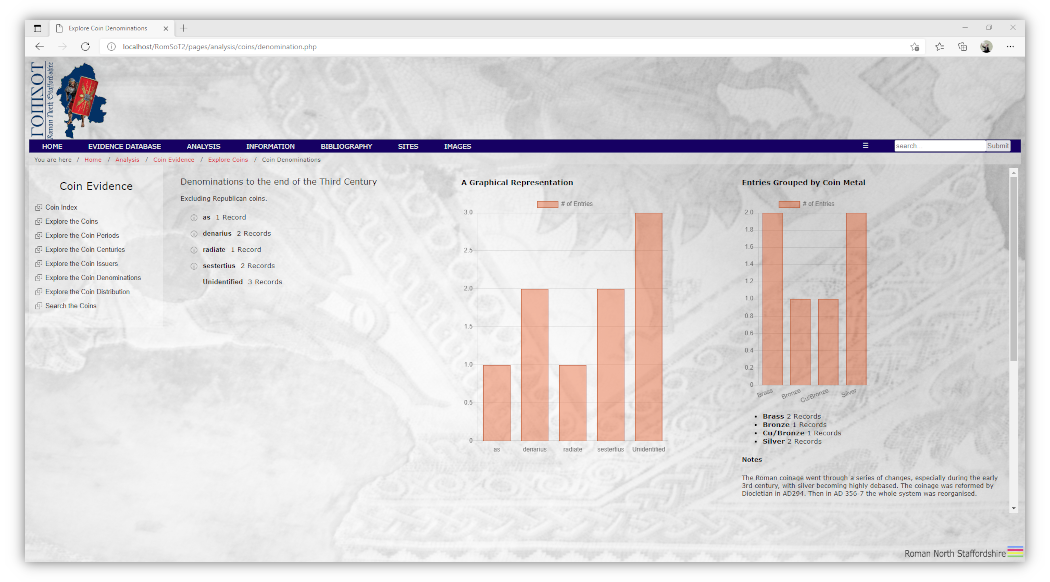 Explore Coin Denominations
localhost/RomSoT2/pages/analysis/coins/denomination.php
Roman North Staffordshire
HOME EVIDENCE DATABASE ANALYSIS INFORMATION BIBLIOGRAPHY SITES IMAGES search Submit
You are here / Home / Analysis / Coin Evidence / Explore Coins / Coin Denominations
Coin Evidence
Coin Index
Explore the Coins
Explore the Coin Periods
Explore the Coin Centuries
Explore the Coin Issuers
Explore the Coin Denominations
Explore the Coin Distribution
Search the Coins
Denominations to the end of the Third Century
Excluding Republican coins.
as 1 Record
denarius 2 Records
radiate 1 Record
sestertius 2 Records
Unidentified 3 Records
A Graphical Representation
# of Entries
3.0
2.5
2.0
1.5
1.0
0.5
0
as denarius radiate sestertius Unidentified
Entries Grouped by Coin Metal
# of Entries
2.0
1.8
1.6
1.4
1.2
1.0
0.8
0.6
0.4
0.2
0
Brass Bronze Cu/Bronze Silver
Brass 2 Records
Bronze 1 Records
Cu/Bronze 1 Records
Silver 2 Records
Notes
The Roman coinage went through a series of changes, especially during the early
3rd century, with silver becoming highly debased. The coinage was reformed by
Diocletian in AD294. Then in AD 356-7 the whole system was reorganised.
Roman North Staffordshire